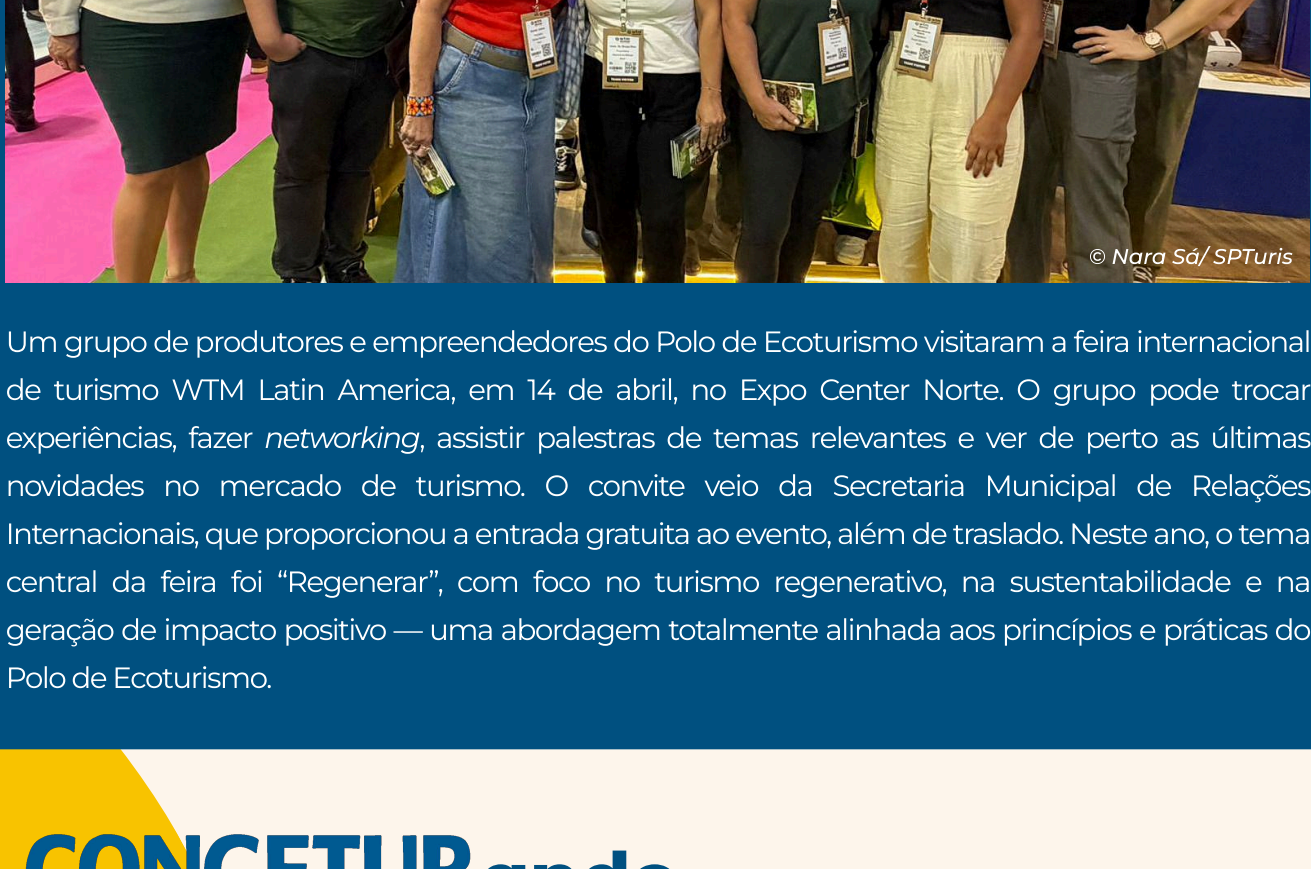 © Nara Sá/ SPTuris
Um grupo de produtores e empreendedores do Polo de Ecoturismo visitaram a feira internacional
de turismo WTM Latin America, em 14 de abril, no Expo Center Norte. O grupo pode trocar
experiências, fazer networking, assistir palestras de temas relevantes e ver de perto as últimas
novidades no mercado de turismo. O convite veio da Secretaria Municipal de Relações
Internacionais, que proporcionou a entrada gratuita ao evento, além de traslado. Neste ano, o tema
central da feira foi “Regenerar”, com foco no turismo regenerativo, na sustentabilidade e na
geração de impacto positivo — uma abordagem totalmente alinhada aos princípios e práticas do
Polo de Ecoturismo.
CONCETURando